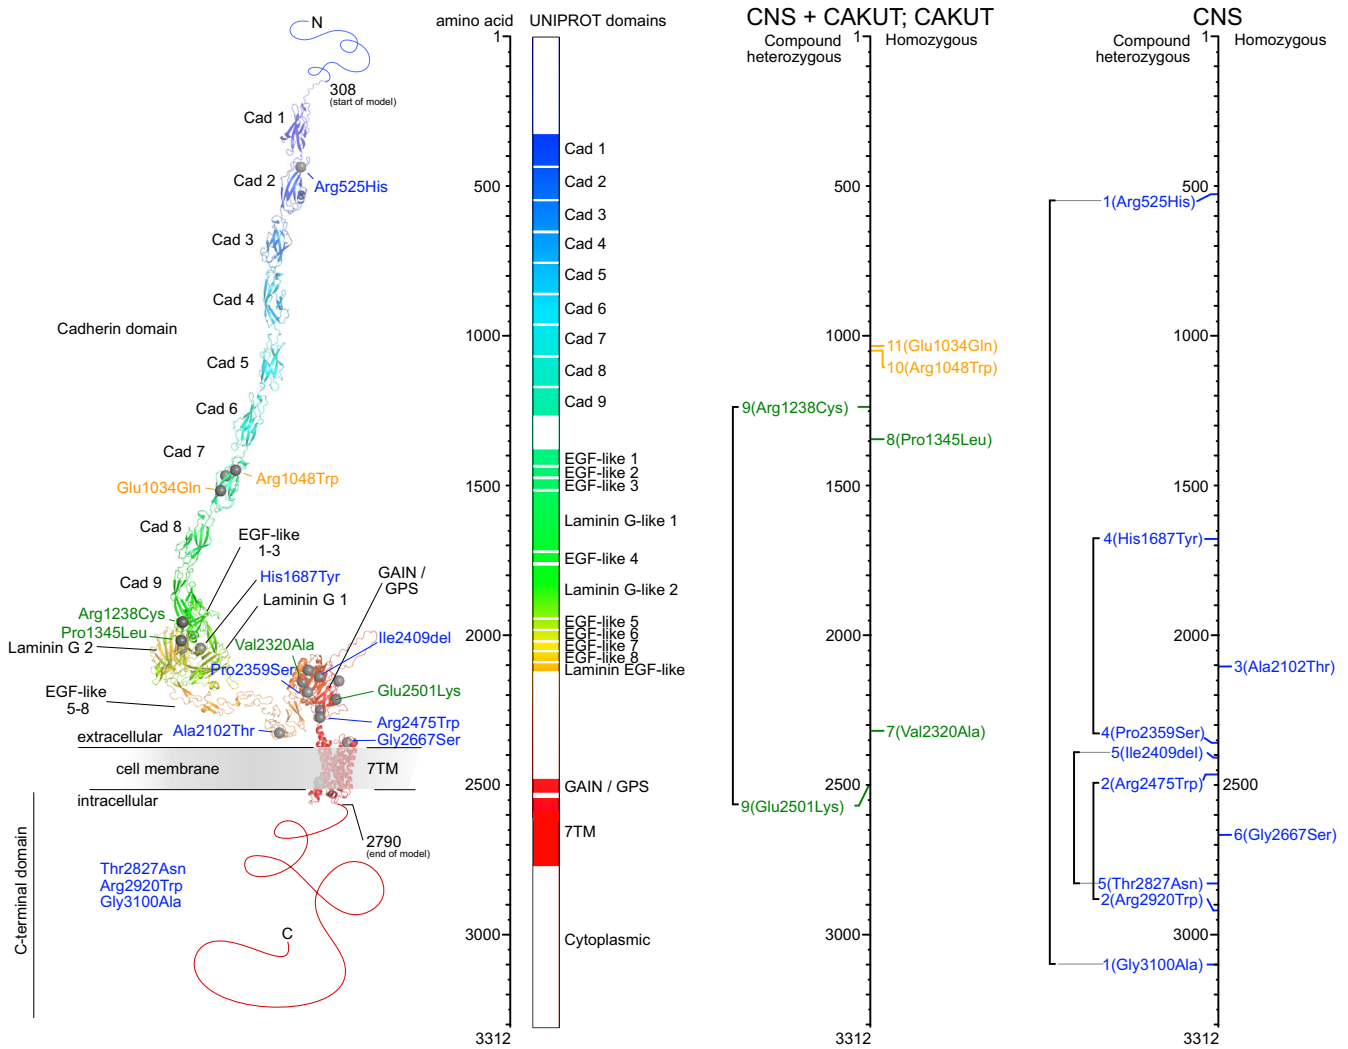 N
308
(start of model)
Cad 1
Cad 2
Arg525His
Cad 3
Cad 4
Cadherin domain
Cad 5
Cad 6
Cad 7
Arg1048Trp
Glu1034Gln
Cad 8
EGF-like
1-3
Cad 9
His1687Tyr
GAIN /
GPS
Laminin G 1
Arg1238Cys
Pro1345Leu
Laminin G 2
Val2320Ala
Ile2409del
Pro2359Ser
EGF-like
5-8
Glu2501Lys
Ala2102Thr
Arg2475Trp
Gly2667Ser
extracellular
cell membrane
7TM
intracellular
2790
(end of model)
C-terminal domain
Thr2827Asn
Arg2920Trp
Gly3100Ala
C
amino acid
UNIPROT domains
1
500
1000
1500
2000
2500
3000
3312
Cad 1
Cad 2
Cad 3
Cad 4
Cad 5
Cad 6
Cad 7
Cad 8
Cad 9
EGF-like 1
EGF-like 2
EGF-like 3
Laminin G-like 1
EGF-like 4
Laminin G-like 2
EGF-like 5
EGF-like 6
EGF-like 7
EGF-like 8
Laminin EGF-like
GAIN / GPS
7TM
Cytoplasmic
CNS + CAKUT; CAKUT
Compound
heterozygous
Homozygous
1
500
1000
1500
2000
2500
3000
3312
11(Glu1034Gln)
10(Arg1048Trp)
9(Arg1238Cys)
8(Pro1345Leu)
7(Val2320Ala)
9(Glu2501Lys)
CNS
Compound
heterozygous
Homozygous
1
500
1000
1500
2000
2500
3000
3312
1(Arg525His)
4(His1687Tyr)
3(Ala2102Thr)
4(Pro2359Ser)
5(Ile2409del)
2(Arg2475Trp)
6(Gly2667Ser)
5(Thr2827Asn)
2(Arg2920Trp)
1(Gly3100Ala)